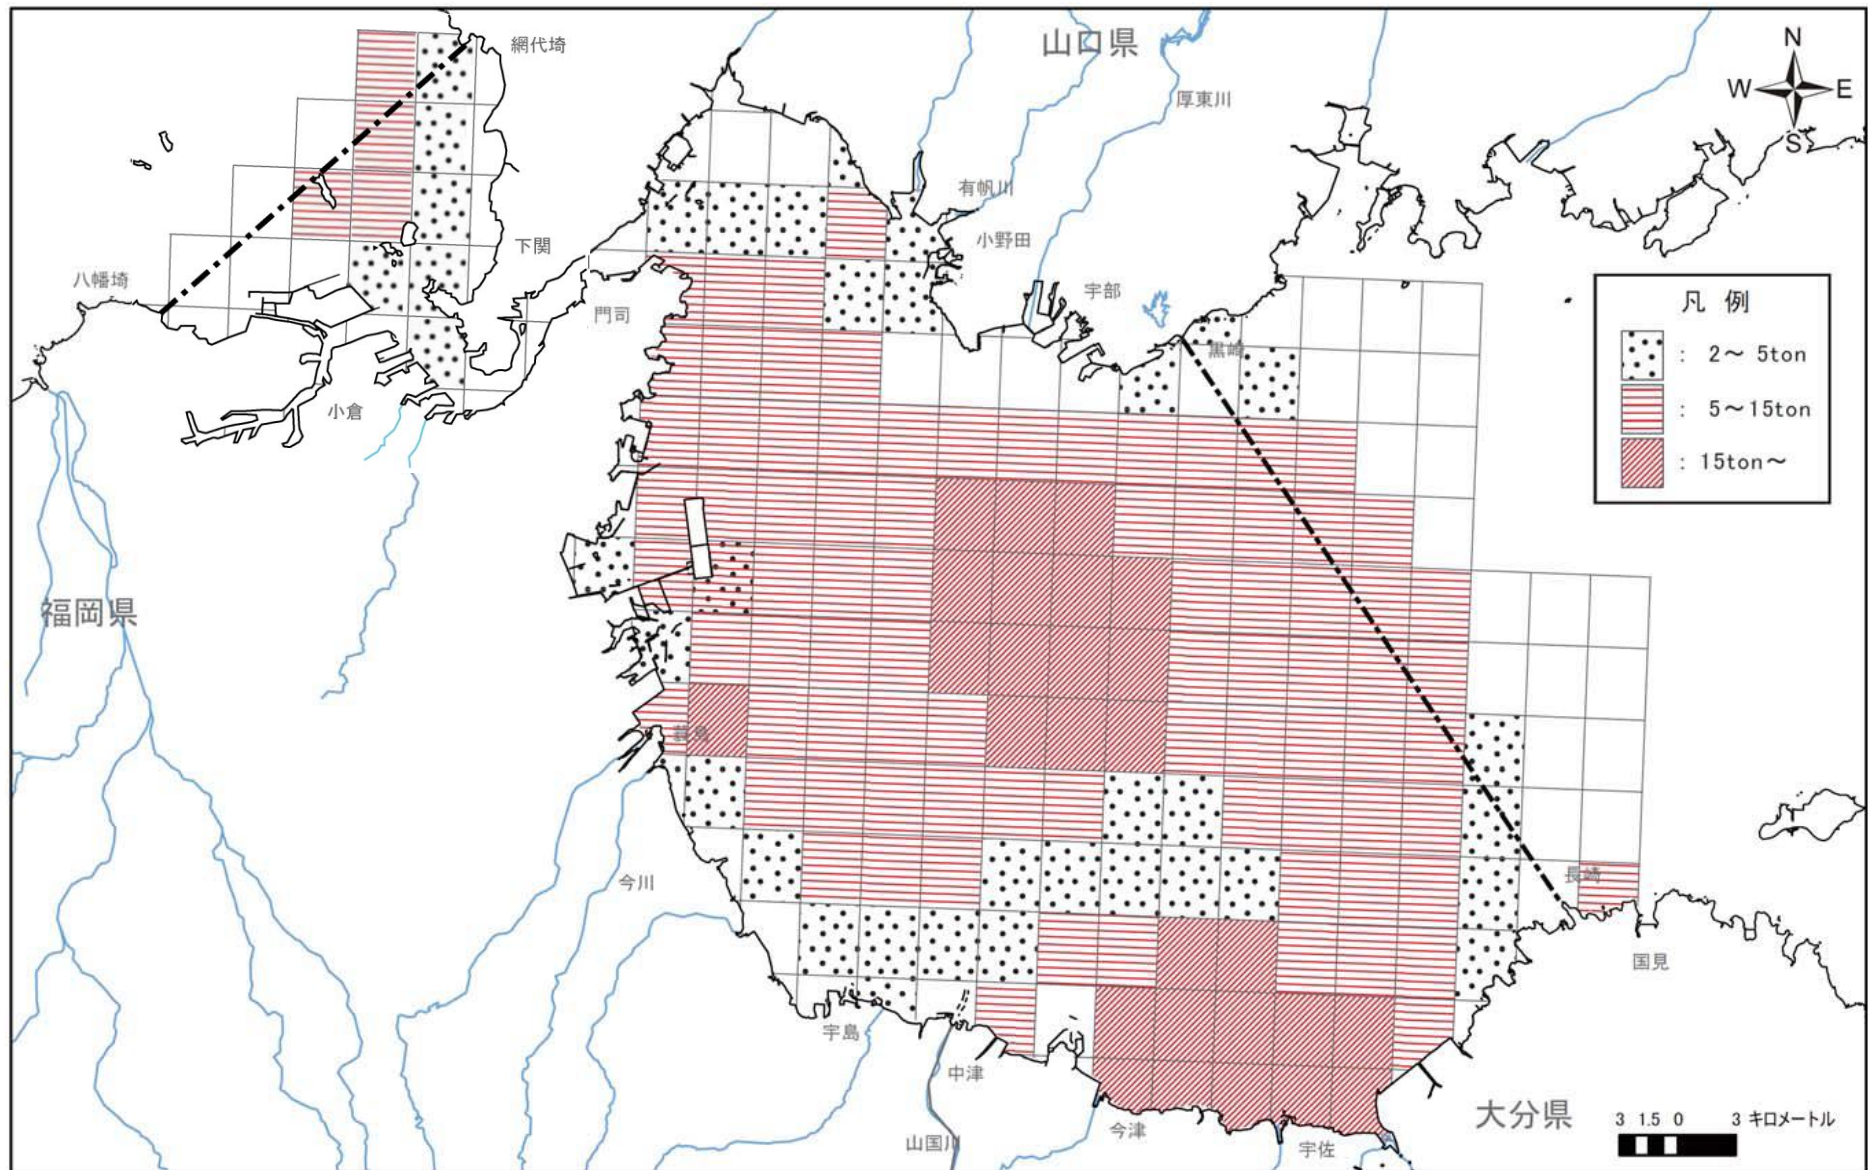 網代埼
山口県
N
W
E
S
厚東川
有帆川
小野田
下関
八幡埼
門司
宇部
黒崎
小倉
凡 例
: 2～ 5ton
: 5～15ton
: 15ton～
福岡県
蓑島
今川
長崎
国見
宇島
中津
山国川
今津
宇佐
大分県
3 1.5 0 3 キロメートル